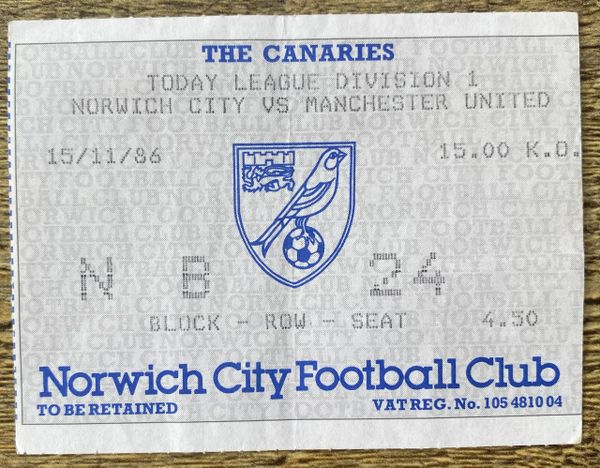 THE CANARIES
TODAY LEAGUE DIVISION 1
NORWICH CITY VS MANCHESTER UNITED
15/11/86 15.00 K.O.
N B 24
BLOCK - ROW - SEAT 4.50
Norwich City Football Club
TO BE RETAINED VAT REG. No. 105 4810 04